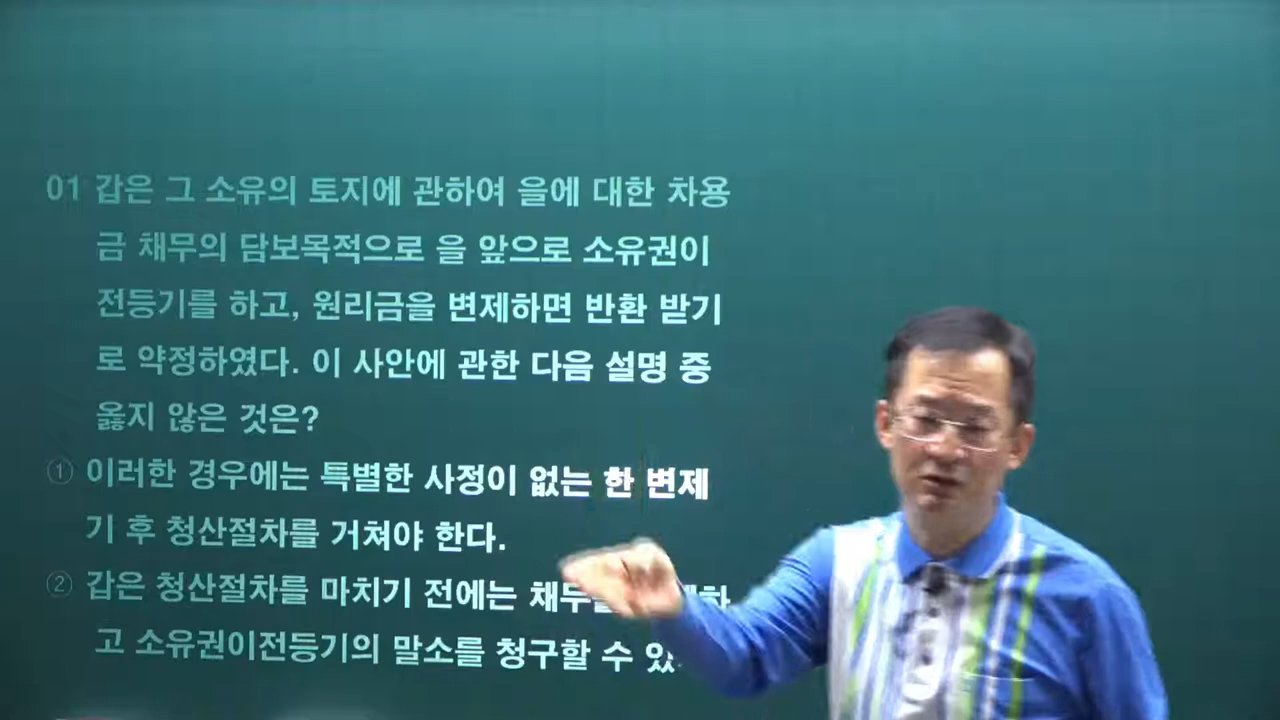 01 갑은 그 소유의 토지에 관하여 을에 대한 차용
금 채무의 담보목적으로 을 앞으로 소유권이
전등기를 하고, 원리금을 변제하면 반환 받기
로 약정하였다. 이 사안에 관한 다음 설명 중
옳지 않은 것은?
① 이러한 경우에는 특별한 사정이 없는 한 변제
기 후 청산절차를 거쳐야 한다.
② 갑은 청산절차를 마치기 전에는
고 소유권이전등기의 말소를 청구할 수